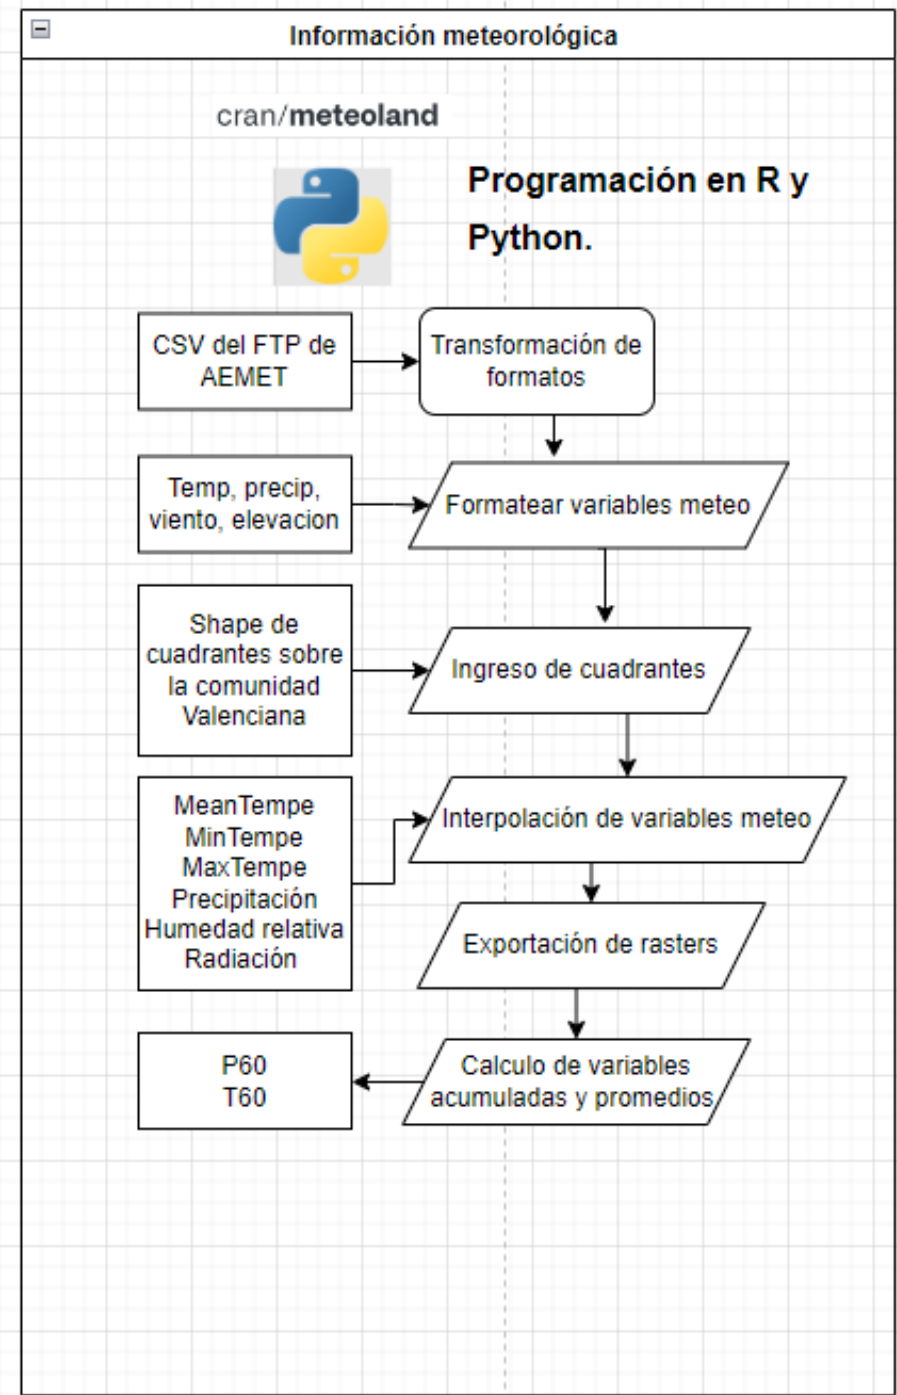 Información meteorológica
cran/meteoland
Programación en R y
Python.
CSV del FTP de
AEMET
Transformación de
formatos
Temp, precip,
viento, elevacion
Formatear variables meteo
Shape de
cuadrantes sobre
la comunidad
Valenciana
Ingreso de cuadrantes
MeanTempe
MinTempe
MaxTempe
Precipitación
Humedad relativa
Radiación
Interpolación de variables meteo
Exportación de rasters
P60
T60
Calculo de variables
acumuladas y promedios